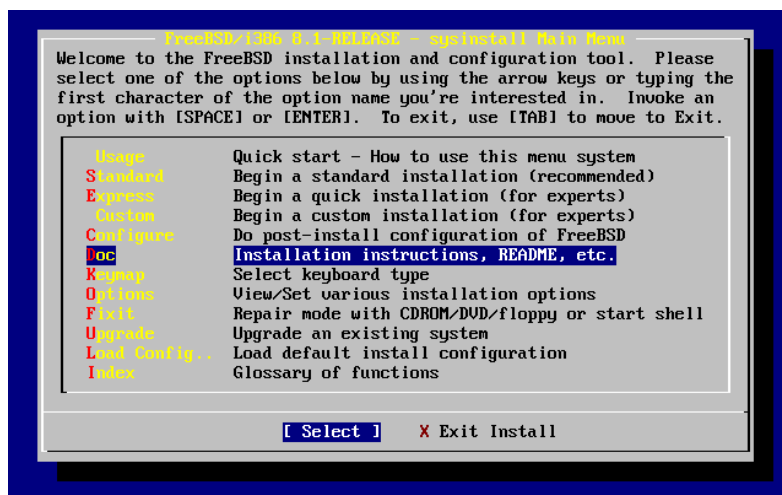 FreeBSD/i386 8.1-RELEASE - sysinstall Main Menu
Welcome to the FreeBSD installation and configuration tool.  Please
select one of the options below by using the arrow keys or typing the
first character of the option name you're interested in.  Invoke an
option with [SPACE] or [ENTER].  To exit, use [TAB] to move to Exit.
Usage Quick start - How to use this menu system
Standard Begin a standard installation (recommended)
Express Begin a quick installation (for experts)
Custom Begin a custom installation (for experts)
Configure Do post-install configuration of FreeBSD
Doc Installation instructions, README, etc.
Keymap Select keyboard type
Options View/Set various installation options
Fixit Repair mode with CDROM/DVD/floppy or start shell
Upgrade Upgrade an existing system
Load Config.. Load default install configuration
Index Glossary of functions
[ Select ] X Exit Install